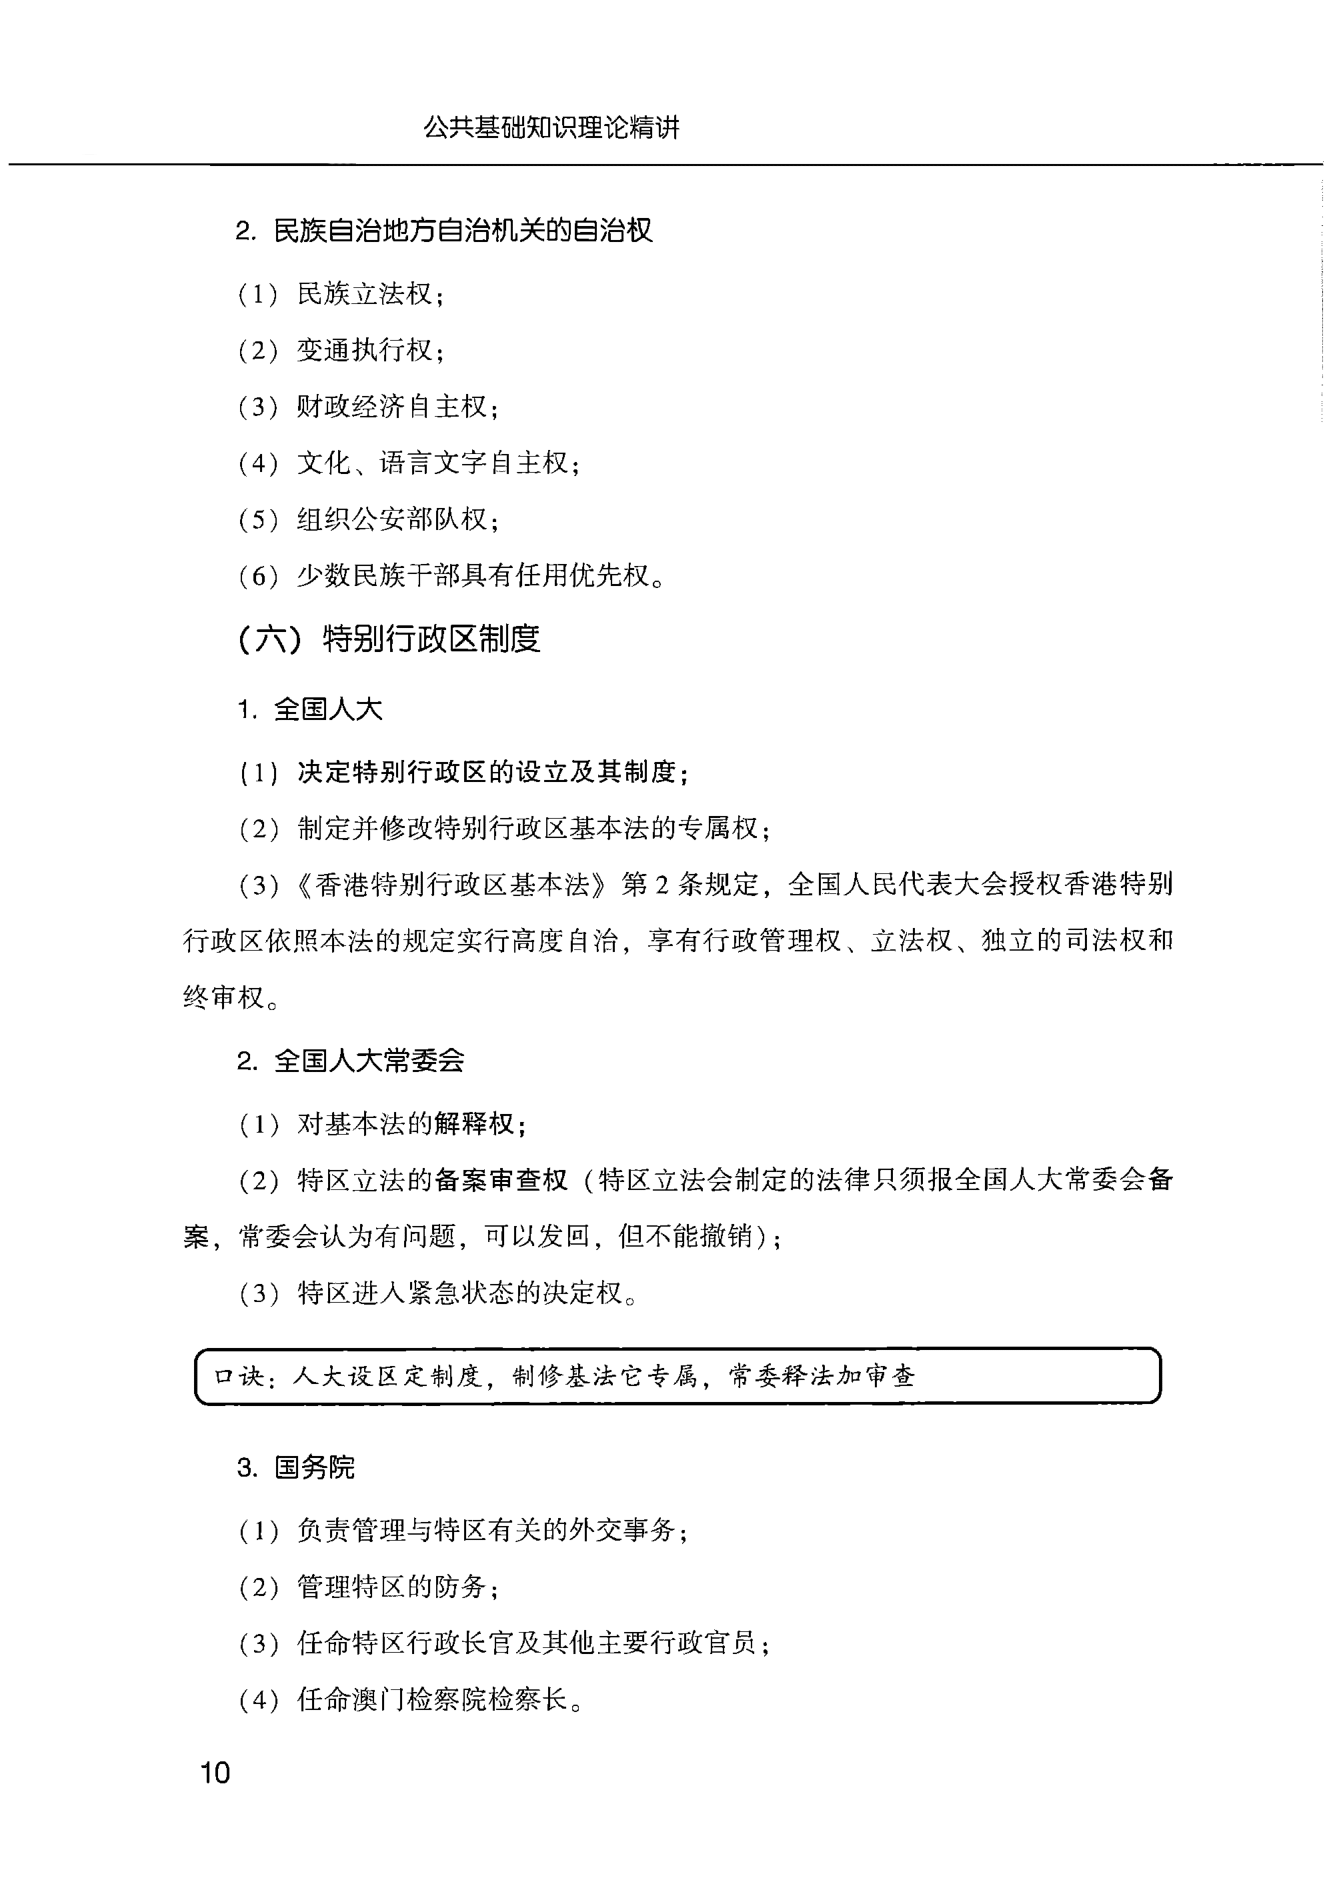 公共基础知识理论精讲
2. 民族自治地方自治机关的自治权
(1) 民族立法权；
(2) 变通执行权；
(3) 财政经济自主权；
(4) 文化、语言文字自主权；
(5) 组织公安部队权；
(6) 少数民族干部具有任用优先权。
(六) 特别行政区制度
1. 全国人大
(1) 决定特别行政区的设立及其制度；
(2) 制定并修改特别行政区基本法的专属权；
(3)《香港特别行政区基本法》第 2 条规定，全国人民代表大会授权香港特别
行政区依照本法的规定实行高度自治，享有行政管理权、立法权、独立的司法权和
终审权。
2. 全国人大常委会
(1) 对基本法的解释权；
(2) 特区立法的备案审查权 (特区立法会制定的法律只须报全国人大常委会备
案，常委会认为有问题，可以发回，但不能撤销)；
(3) 特区进入紧急状态的决定权。
口诀：人大设区定制度，制修基法它专属，常委释法加审查
3. 国务院
(1) 负责管理与特区有关的外交事务；
(2) 管理特区的防务；
(3) 任命特区行政长官及其他主要行政官员；
(4) 任命澳门检察院检察长。
10